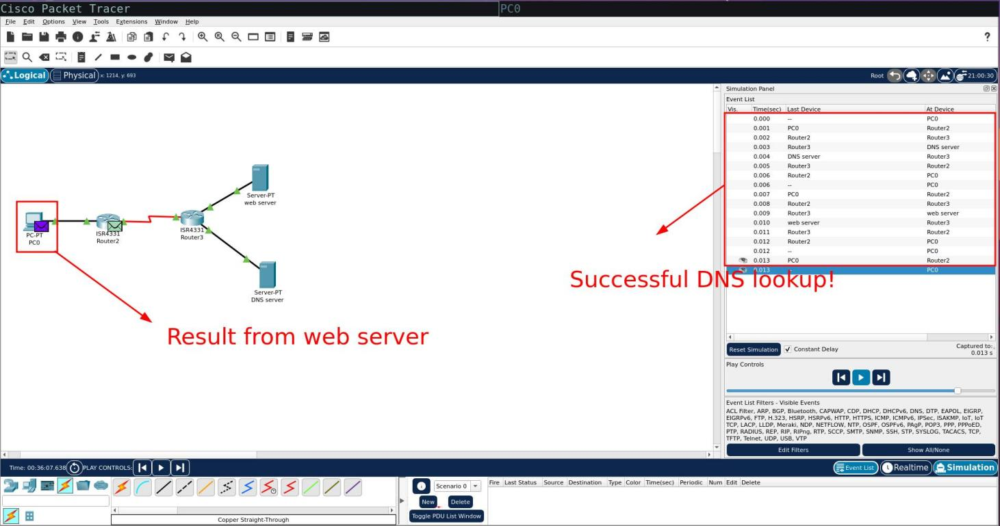 Cisco Packet Tracer PC0
File Edit Options View Tools Extensions Window Help
?
Logical Physical x: 1214, y: 693 Root 21:00:30
Simulation Panel
Event List
Vis. Time(sec) Last Device At Device
0.000 -- PC0
0.001 PC0 Router2
0.002 Router2 Router3
0.003 Router3 DNS server
0.004 DNS server Router3
0.005 Router3 Router2
0.006 Router2 PC0
0.006 -- PC0
0.007 PC0 Router2
0.008 Router2 Router3
0.009 Router3 web server
0.010 web server Router3
0.011 Router3 Router2
0.012 Router2 PC0
0.012 -- PC0
0.013 PC0 Router2
0.013 -- PC0
Server-PT
web server
PC-PT
PC0
ISR4331
Router2
ISR4331
Router3
Server-PT
DNS server
Successful DNS lookup!
Result from web server
Reset Simulation Constant Delay
Captured to:
0.013 s
Play Controls
Event List Filters - Visible Events
ACL Filter, ARP, BGP, Bluetooth, CAPWAP, CDP, DHCP, DHCPv6, DNS, DTP, EAPOL, EIGRP,
EIGRPv6, FTP, H.323, HSRP, HSRPv6, HTTP, HTTPS, ICMP, ICMPv6, IPSec, ISAKMP, IoT, IoT
TCP, LACP, LLDP, Meraki, NDP, NETFLOW, NTP, OSPF, OSPFv6, PAgP, POP3, PPP, PPPoED,
PTP, RADIUS, REP, RIP, RIPng, RTP, SCCP, SMTP, SNMP, SSH, STP, SYSLOG, TACACS, TCP,
TFTP, Telnet, UDP, USB, VTP
Edit Filters Show All/None
Time: 00:36:07.638 PLAY CONTROLS: Event List Realtime Simulation
Scenario 0
New Delete
Toggle PDU List Window
Fire Last Status Source Destination Type Color Time(sec) Periodic Num Edit Delete
Copper Straight-Through